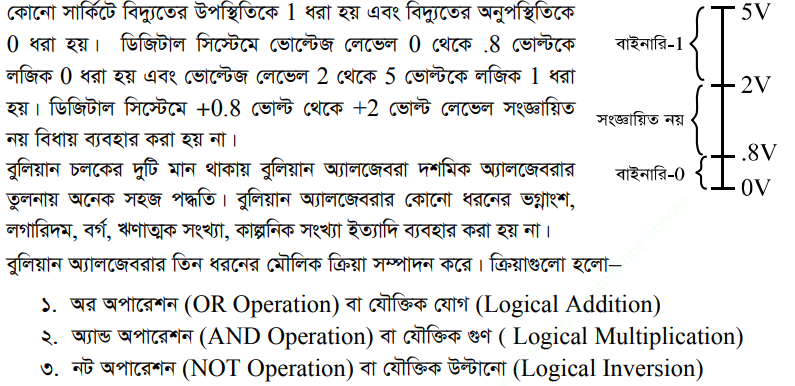 কোনো সার্কিটে বিদ্যুতের উপস্থিতিকে 1 ধরা হয় এবং বিদ্যুতের অনুপস্থিতিকে
0 ধরা হয়। ডিজিটাল সিস্টেমে ভোল্টেজ লেভেল 0 থেকে .8 ভোল্টকে
লজিক 0 ধরা হয় এবং ভোল্টেজ লেভেল 2 থেকে 5 ভোল্টকে লজিক 1 ধরা
হয়। ডিজিটাল সিস্টেমে +0.8 ভোল্ট থেকে +2 ভোল্ট লেভেল সংজ্ঞায়িত
নয় বিধায় ব্যবহার করা হয় না।
বুলিয়ান চলকের দুটি মান থাকায় বুলিয়ান অ্যালজেবরা দশমিক অ্যালজেবরার
তুলনায় অনেক সহজ পদ্ধতি। বুলিয়ান অ্যালজেবরার কোনো ধরনের ভগ্নাংশ,
লগারিদম, বর্গ, ঋণাত্মক সংখ্যা, কাল্পনিক সংখ্যা ইত্যাদি ব্যবহার করা হয় না।
বুলিয়ান অ্যালজেবরার তিন ধরনের মৌলিক ক্রিয়া সম্পাদন করে। ক্রিয়াগুলো হলো–
১. অর অপারেশন (OR Operation) বা যৌক্তিক যোগ (Logical Addition)
২. অ্যান্ড অপারেশন (AND Operation) বা যৌক্তিক গুণ ( Logical Multiplication)
৩. নট অপারেশন (NOT Operation) বা যৌক্তিক উল্টানো (Logical Inversion)
5V
বাইনারি-1
2V
সংজ্ঞায়িত নয়
.8V
বাইনারি-0
0V